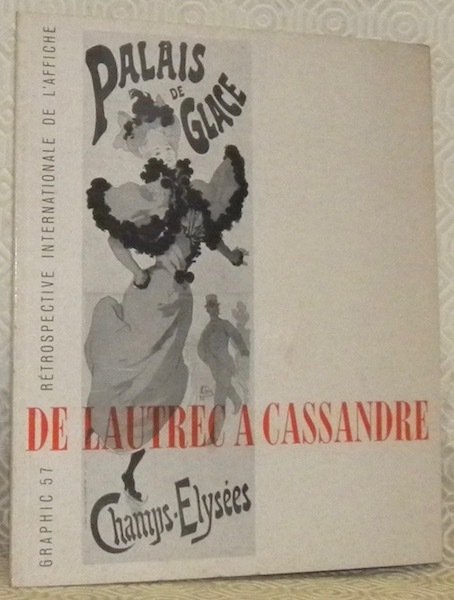 GRAPHIC 57 RÉTROSPECTIVE INTERNATIONALE DE L'AFFICHE
PALAIS
DE
GLACE
DE LAUTREC A CASSANDRE
Champs-Elysées